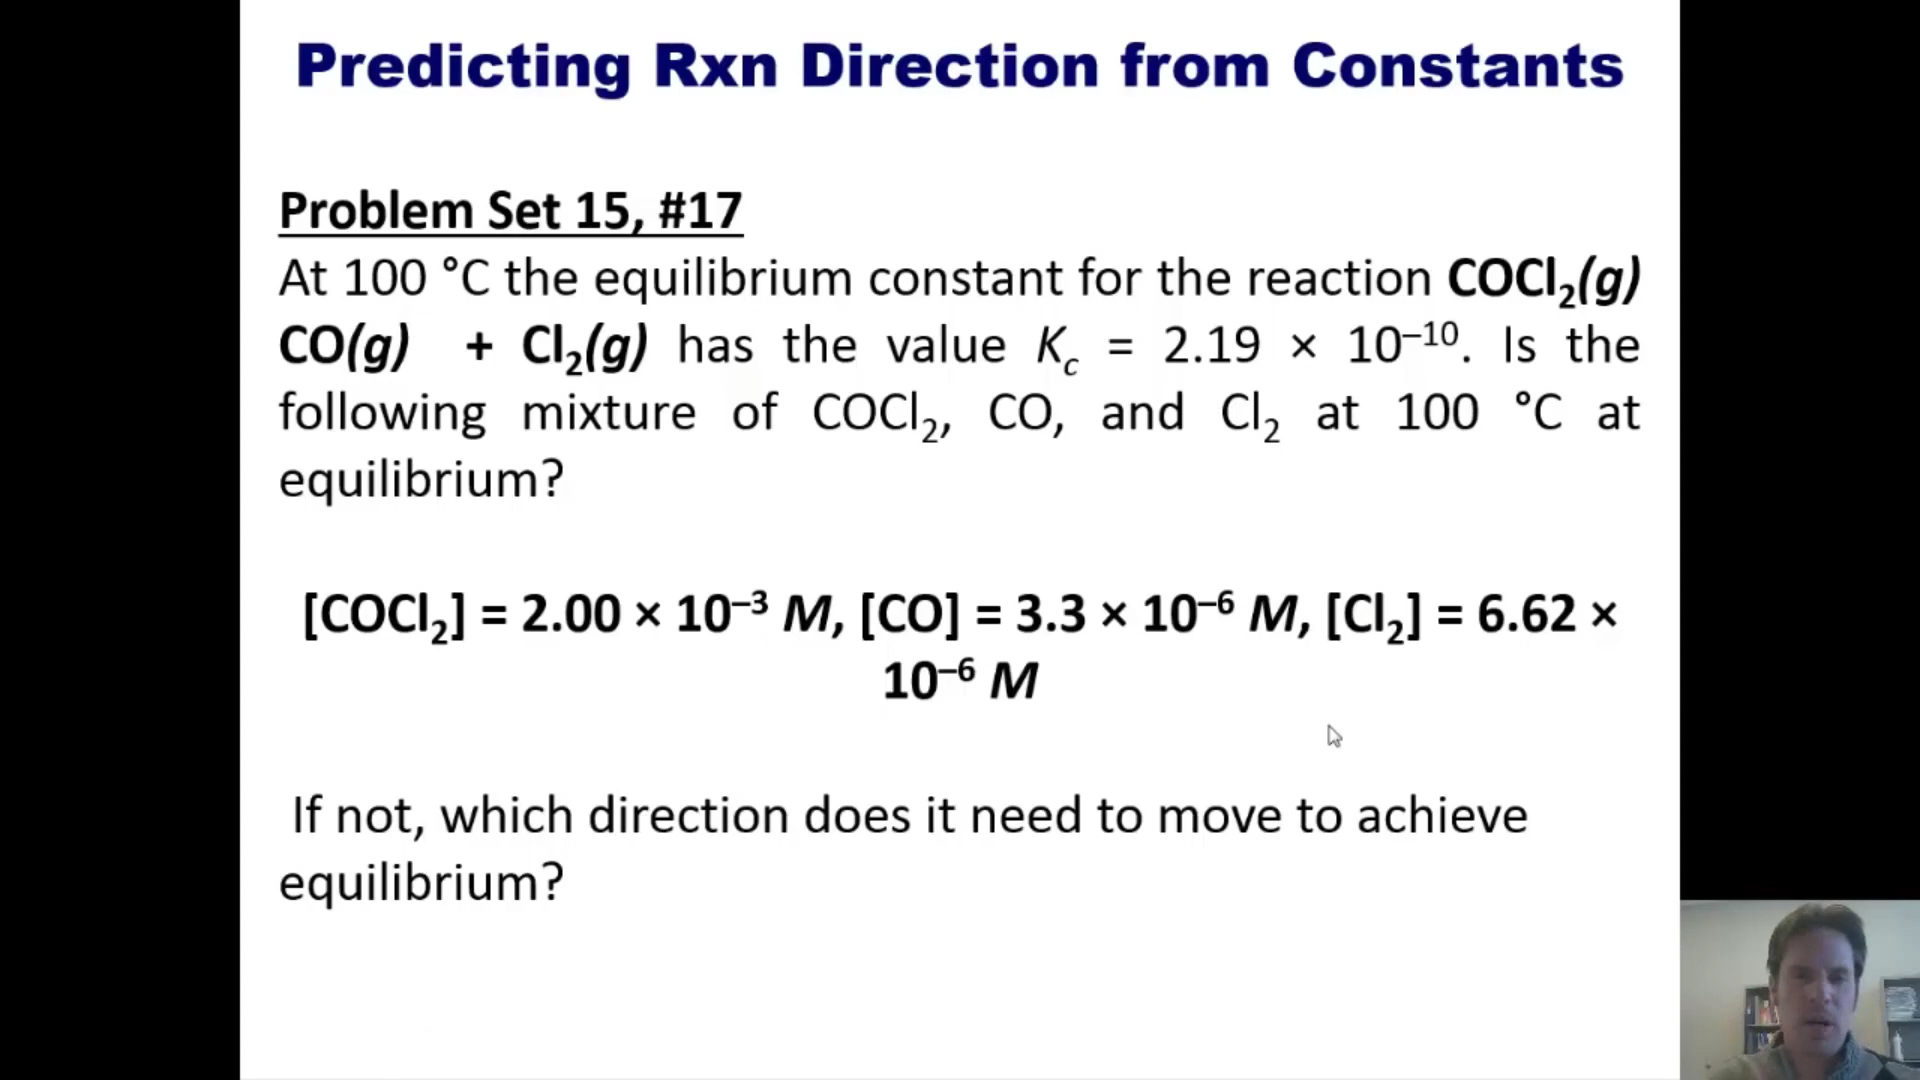 Predicting Rxn Direction from Constants
Problem Set 15, #17
At 100 °C the equilibrium constant for the reaction COCl₂(g)
CO(g) + Cl₂(g) has the value K꜀ = 2.19 × 10⁻¹⁰. Is the
following mixture of COCl₂, CO, and Cl₂ at 100 °C at
equilibrium?
[COCl₂] = 2.00 × 10⁻³ M, [CO] = 3.3 × 10⁻⁶ M, [Cl₂] = 6.62 ×
10⁻⁶ M
If not, which direction does it need to move to achieve
equilibrium?